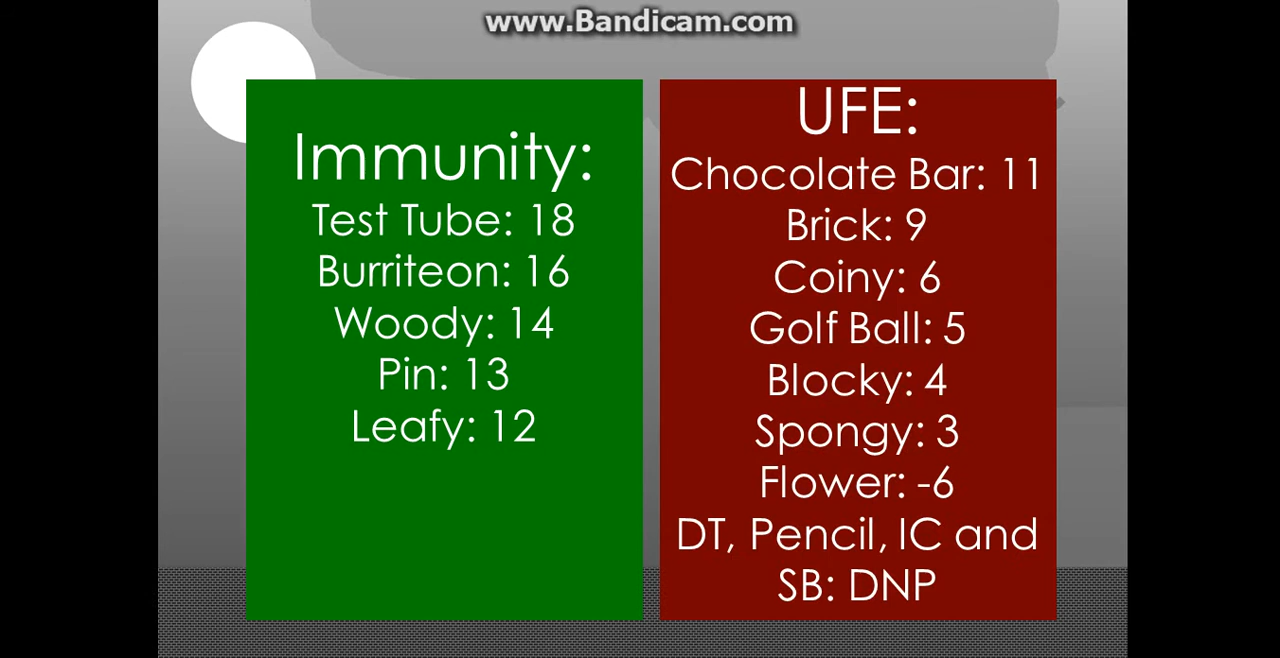 www.Bandicam.com
Immunity:
Test Tube: 18
Burriteon: 16
Woody: 14
Pin: 13
Leafy: 12
UFE:
Chocolate Bar: 11
Brick: 9
Coiny: 6
Golf Ball: 5
Blocky: 4
Spongy: 3
Flower: -6
DT, Pencil, IC and
SB: DNP